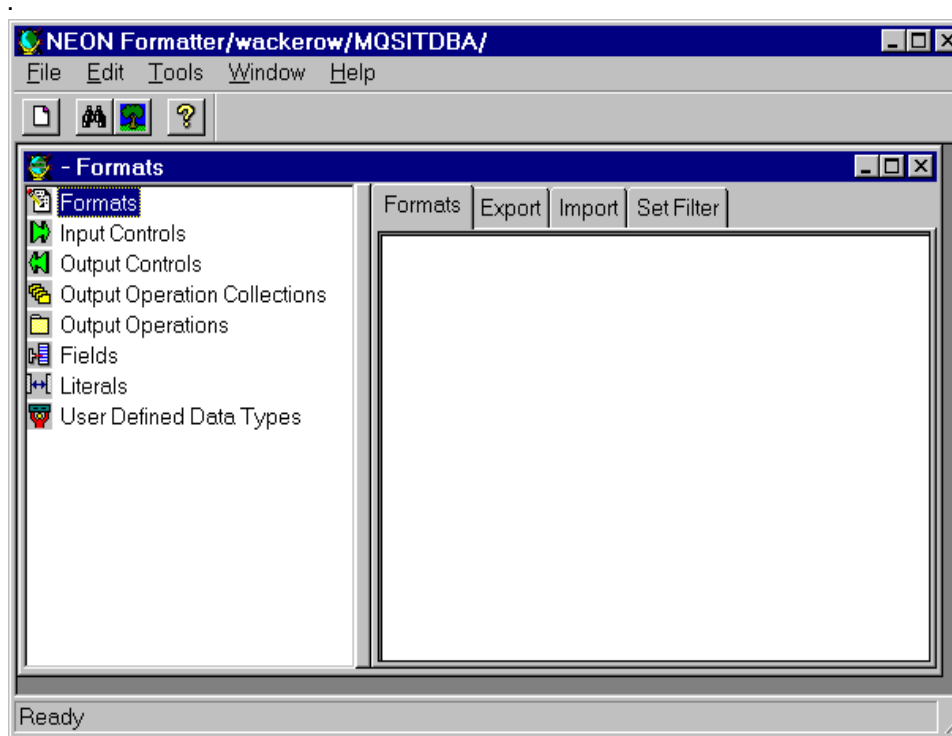 .
NEON Formatter/wackerow/MQSITDBA/
File Edit Tools Window Help
- Formats
Formats
Input Controls
Output Controls
Output Operation Collections
Output Operations
Fields
Literals
User Defined Data Types
Formats Export Import Set Filter
Ready